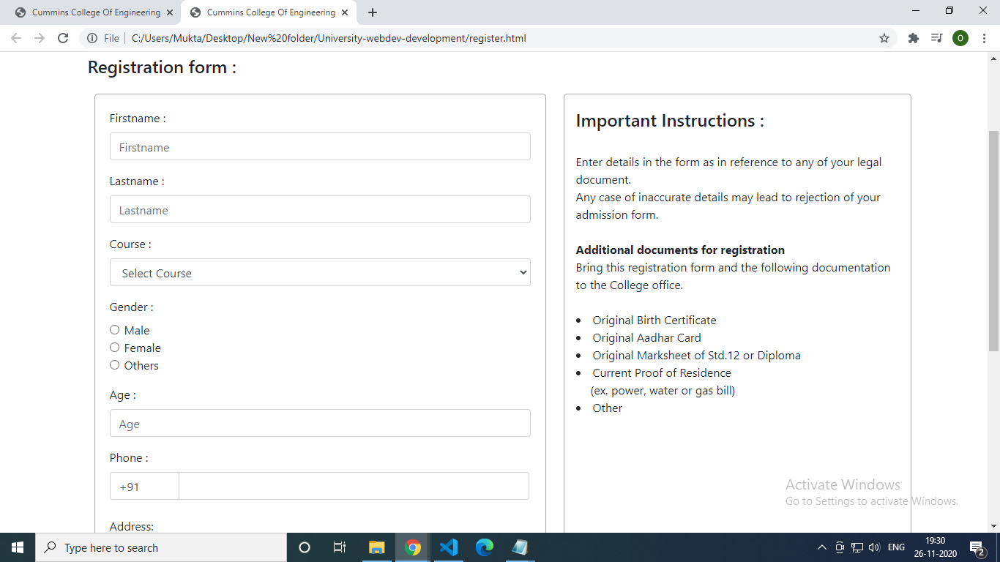 Cummins College Of Engineering
Cummins College Of Engineering
File
C:/Users/Mukta/Desktop/New%20folder/University-webdev-development/register.html
O
Registration form :
Firstname :
Firstname
Lastname :
Lastname
Course :
Select Course
Gender :
Male
Female
Others
Age :
Age
Phone :
+91
Address:
Important Instructions :
Enter details in the form as in reference to any of your legal
document.
Any case of inaccurate details may lead to rejection of your
admission form.
Additional documents for registration
Bring this registration form and the following documentation
to the College office.
• Original Birth Certificate
• Original Aadhar Card
• Original Marksheet of Std.12 or Diploma
• Current Proof of Residence
(ex. power, water or gas bill)
• Other
Activate Windows
Go to Settings to activate Windows.
Type here to search
ENG
19:30
26-11-2020
2